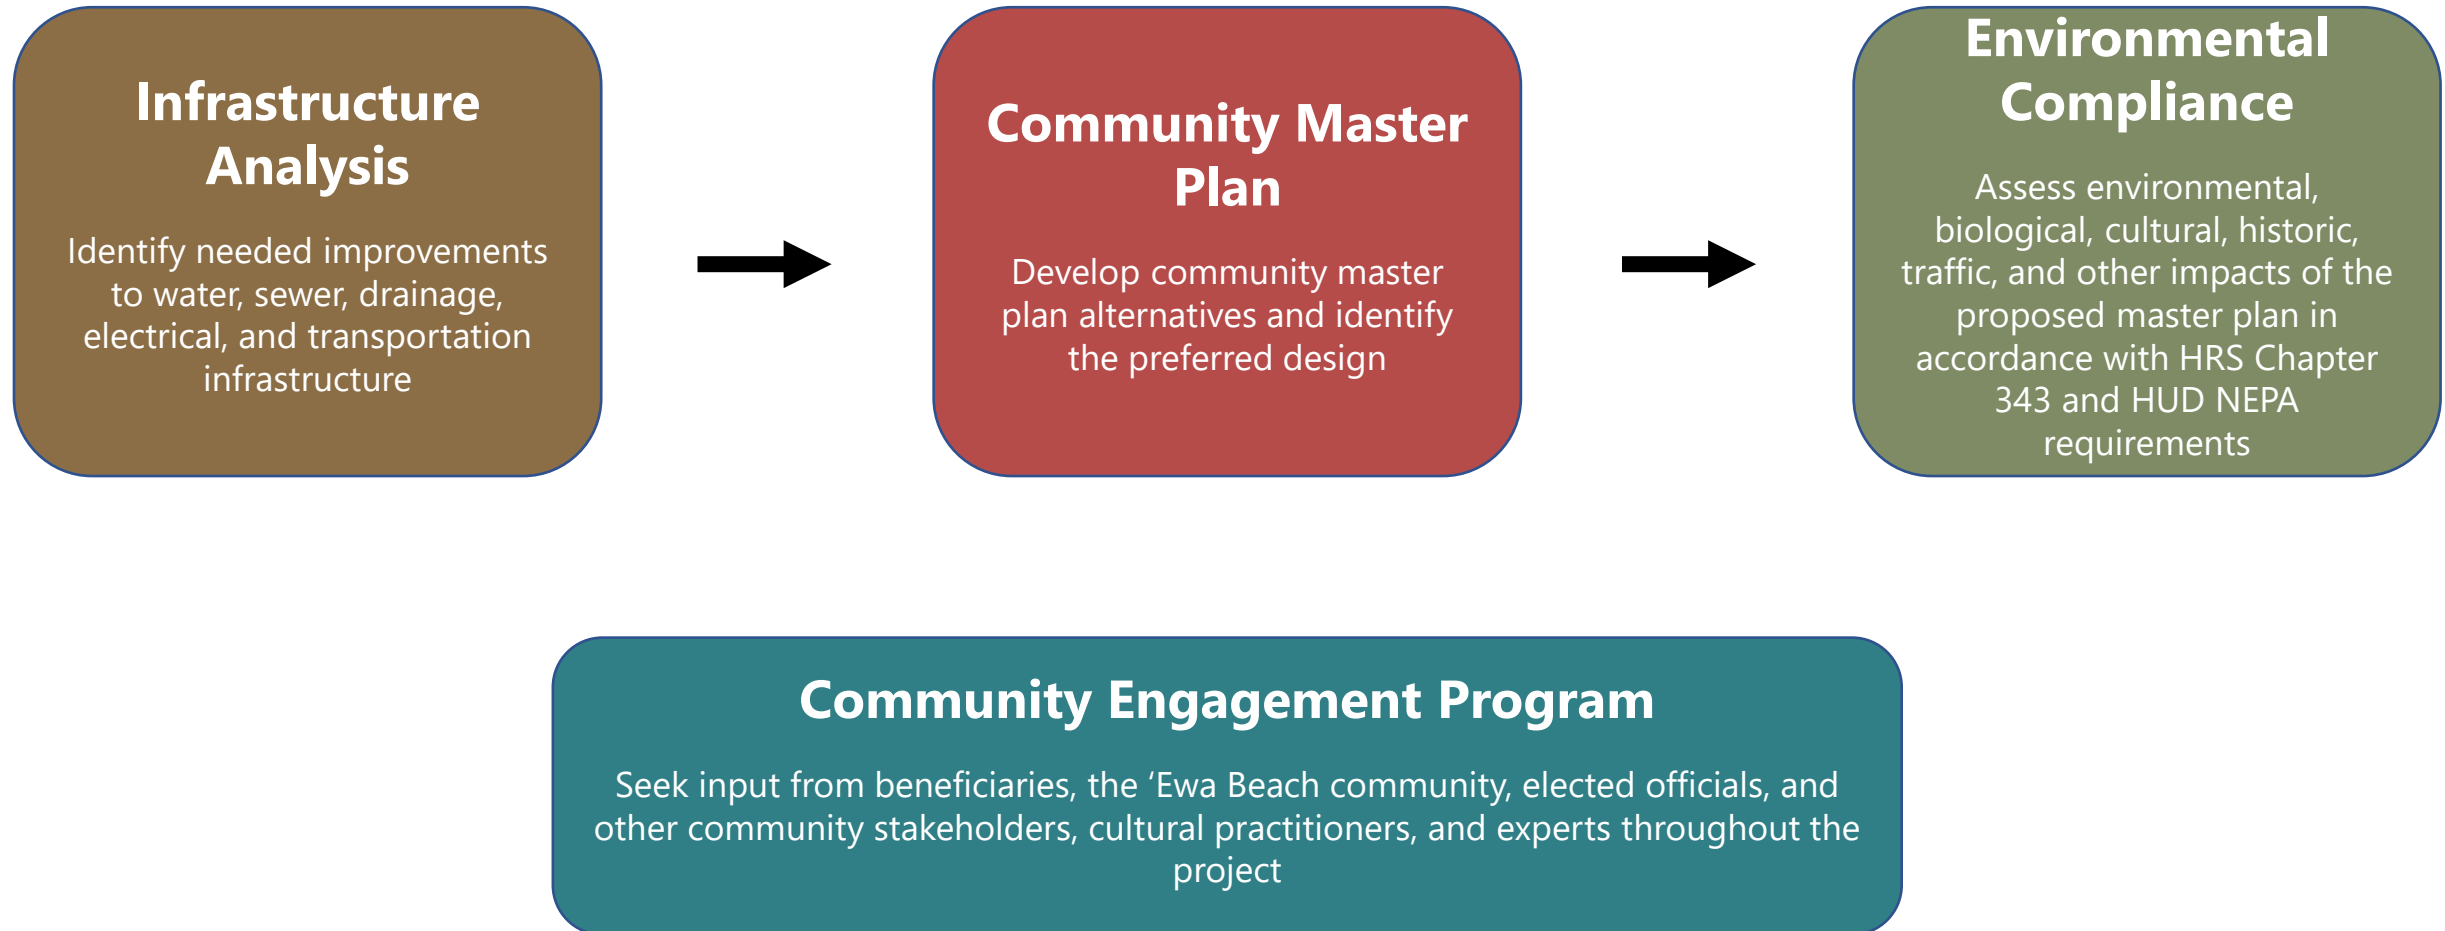 Infrastructure
Analysis
Identify needed improvements
to water, sewer, drainage,
electrical, and transportation
infrastructure
Community Master
Plan
Develop community master
plan alternatives and identify
the preferred design
Environmental
Compliance
Assess environmental,
biological, cultural, historic,
traffic, and other impacts of the
proposed master plan in
accordance with HRS Chapter
343 and HUD NEPA
requirements
Community Engagement Program
Seek input from beneficiaries, the ‘Ewa Beach community, elected officials, and
other community stakeholders, cultural practitioners, and experts throughout the
project